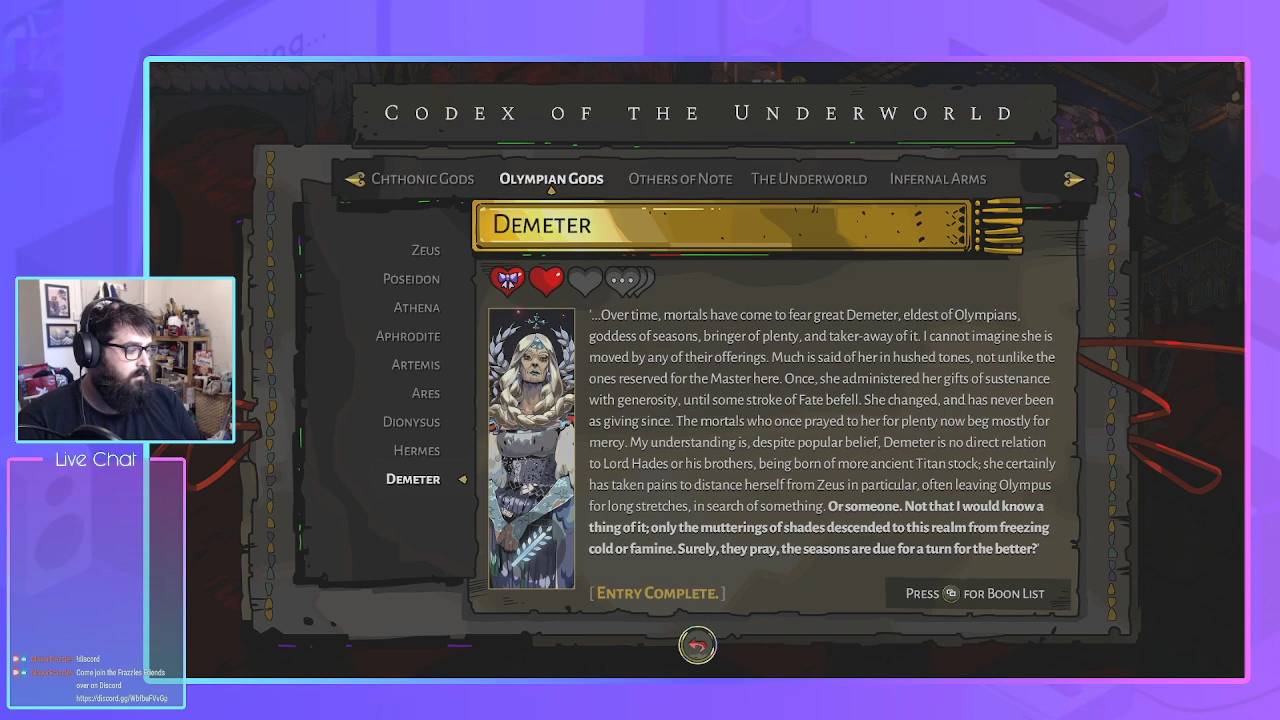 CODEX OF THE UNDERWORLD
CHTHONIC GODS
OLYMPIAN GODS
OTHERS OF NOTE
THE UNDERWORLD
INFERNAL ARMS
DEMETER
ZEUS
POSEIDON
ATHENA
APHRODITE
ARTEMIS
ARES
DIONYSUS
HERMES
DEMETER
'...Over time, mortals have come to fear great Demeter, eldest of Olympians,
goddess of seasons, bringer of plenty, and taker-away of it. I cannot imagine she is
moved by any of their offerings. Much is said of her in hushed tones, not unlike the
ones reserved for the Master here. Once, she administered her gifts of sustenance
with generosity, until some stroke of Fate befell. She changed, and has never been
as giving since. The mortals who once prayed to her for plenty now beg mostly for
mercy. My understanding is, despite popular belief, Demeter is no direct relation
to Lord Hades or his brothers, being born of more ancient Titan stock; she certainly
has taken pains to distance herself from Zeus in particular, often leaving Olympus
for long stretches, in search of something. Or someone. Not that I would know a
thing of it; only the mutterings of shades descended to this realm from freezing
cold or famine. Surely, they pray, the seasons are due for a turn for the better?'
[ ENTRY COMPLETE. ]
PRESS FOR BOON LIST
Live Chat
!discord
Come join the Frazzles Friends
over on Discord